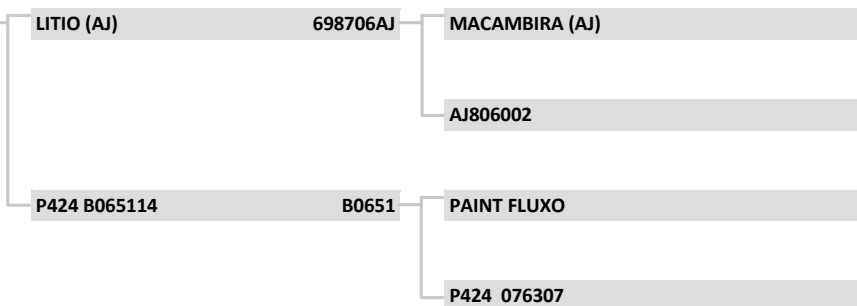 LITIO (AJ) 698706AJ MACAMBIRA (AJ)
AJ806002
P424 B065114 B0651 PAINT FLUXO
P424 076307